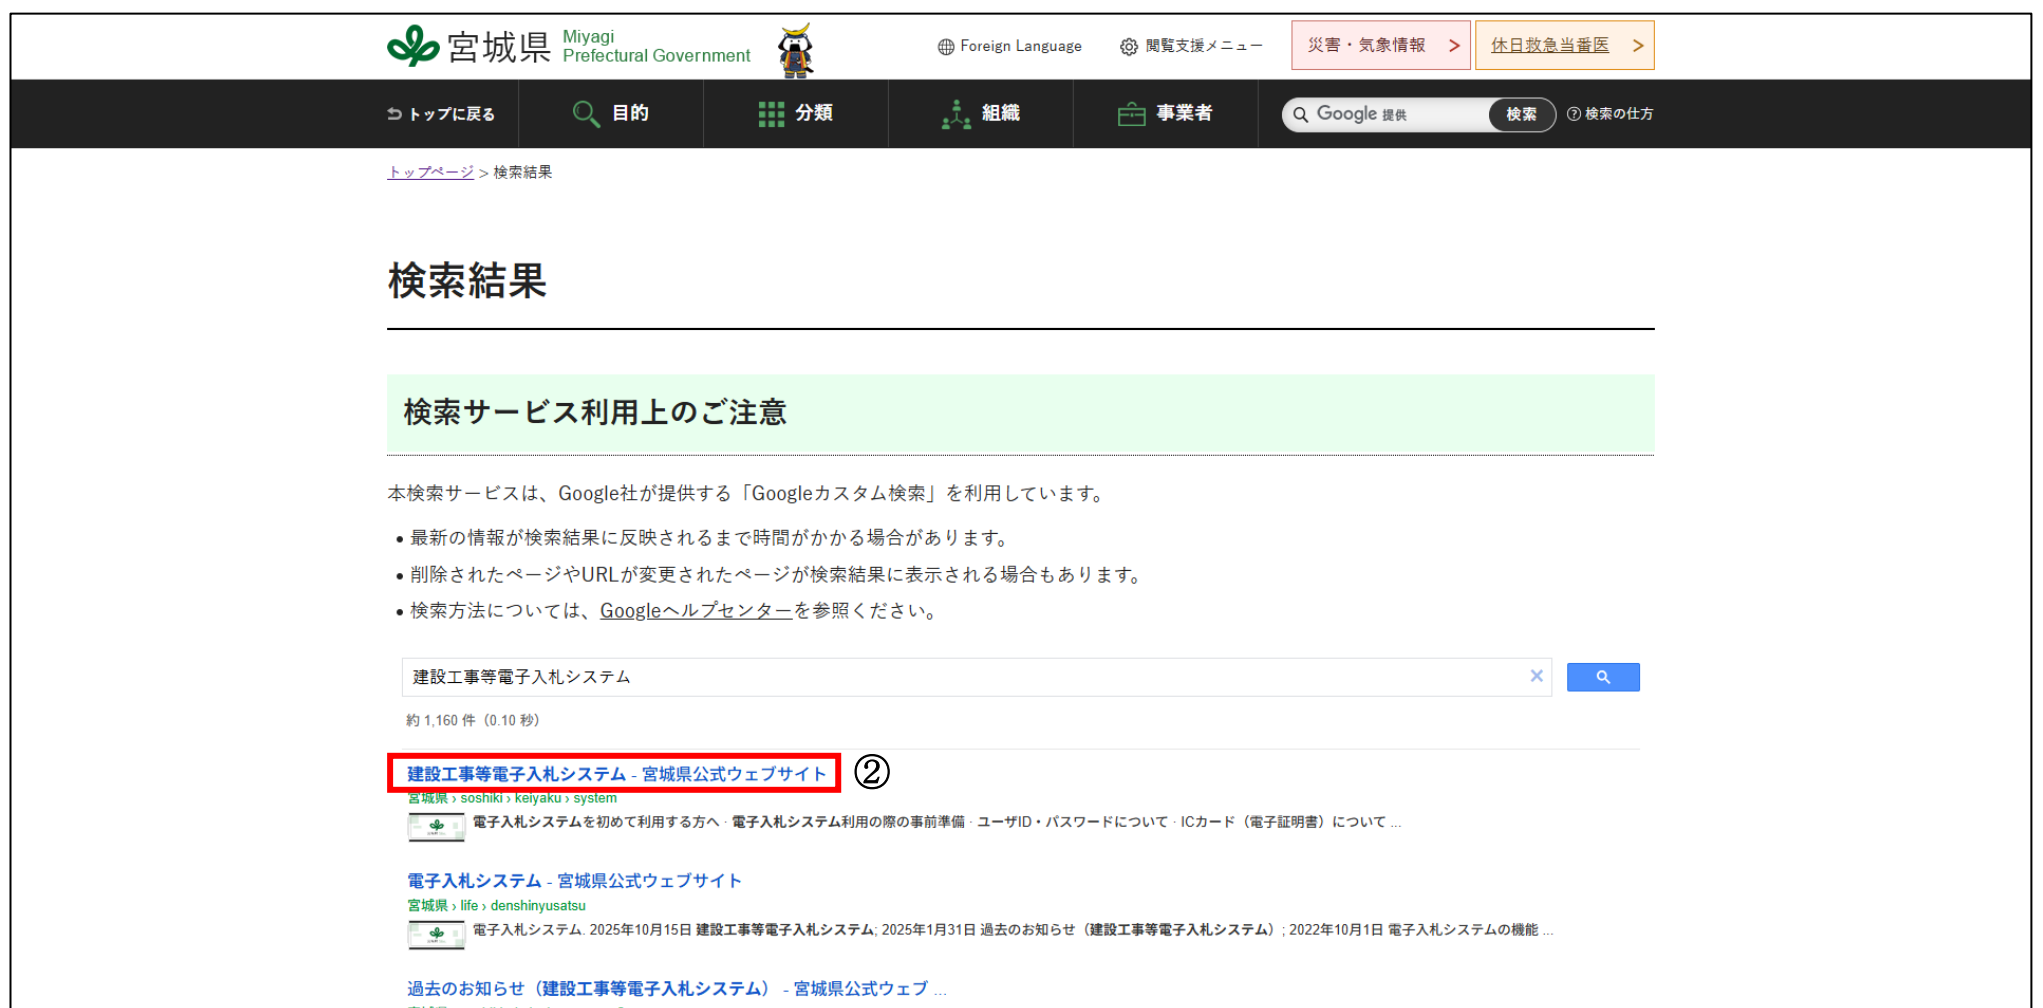 宮城県 Miyagi Prefectural Government
Foreign Language 閲覧支援メニュー 災害・気象情報 > 休日救急当番医 >
トップに戻る 目的 分類 組織 事業者 Google 提供 検索 ? 検索の仕方
トップページ > 検索結果
検索結果
検索サービス利用上のご注意
本検索サービスは、Google社が提供する「Googleカスタム検索」を利用しています。
• 最新の情報が検索結果に反映されるまで時間がかかる場合があります。
• 削除されたページやURLが変更されたページが検索結果に表示される場合もあります。
• 検索方法については、Googleヘルプセンターを参照ください。
建設工事等電子入札システム ×
約 1,160 件 (0.10 秒)
建設工事等電子入札システム - 宮城県公式ウェブサイト ②
宮城県 › soshiki › keiyaku › system
電子入札システムを初めて利用する方へ · 電子入札システム利用の際の事前準備 · ユーザID・パスワードについて · ICカード（電子証明書）について ...
電子入札システム - 宮城県公式ウェブサイト
宮城県 › life › denshinyusatsu
電子入札システム. 2025年10月15日 建設工事等電子入札システム; 2025年1月31日 過去のお知らせ（建設工事等電子入札システム）; 2022年10月1日 電子入札システムの機能 ...
過去のお知らせ（建設工事等電子入札システム） - 宮城県公式ウェブ ...